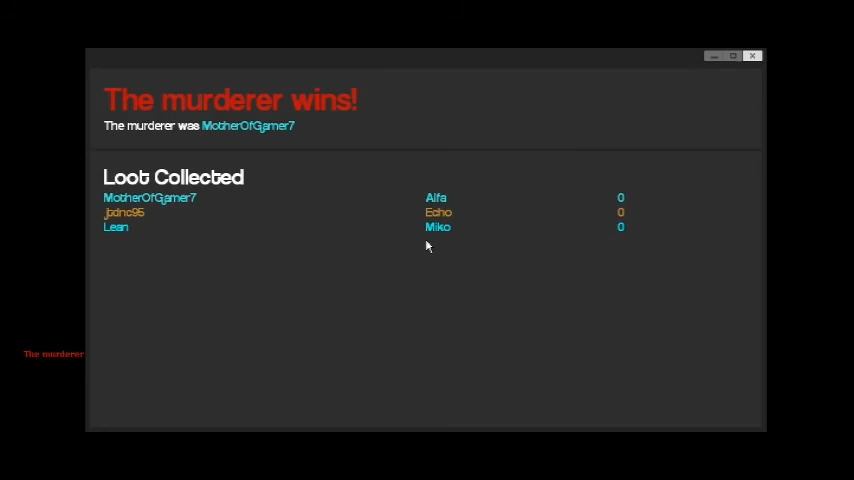 The murderer wins!
The murderer was MotherOfGamer7
Loot Collected
MotherOfGamer7 Alfa 0
jbdnc95 Echo 0
Lean Miko 0
The murderer